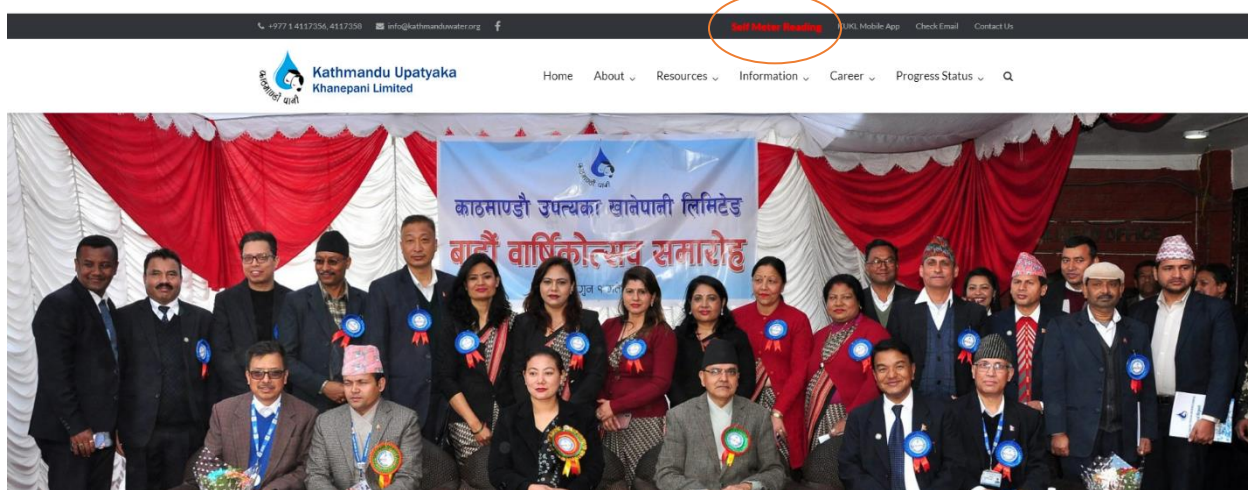 +977 1 4117356, 4117358 info@kathmanduwater.org f
Self Meter Reading KUKL Mobile App Check Email Contact Us
काठमाण्डौ पानी
Kathmandu Upatyaka
Khanepani Limited
Home About Resources Information Career Progress Status
काठमाण्डौ उपत्यका खानेपानी लिमिटेड
बाह्रौं वार्षिकोत्सव समारोह